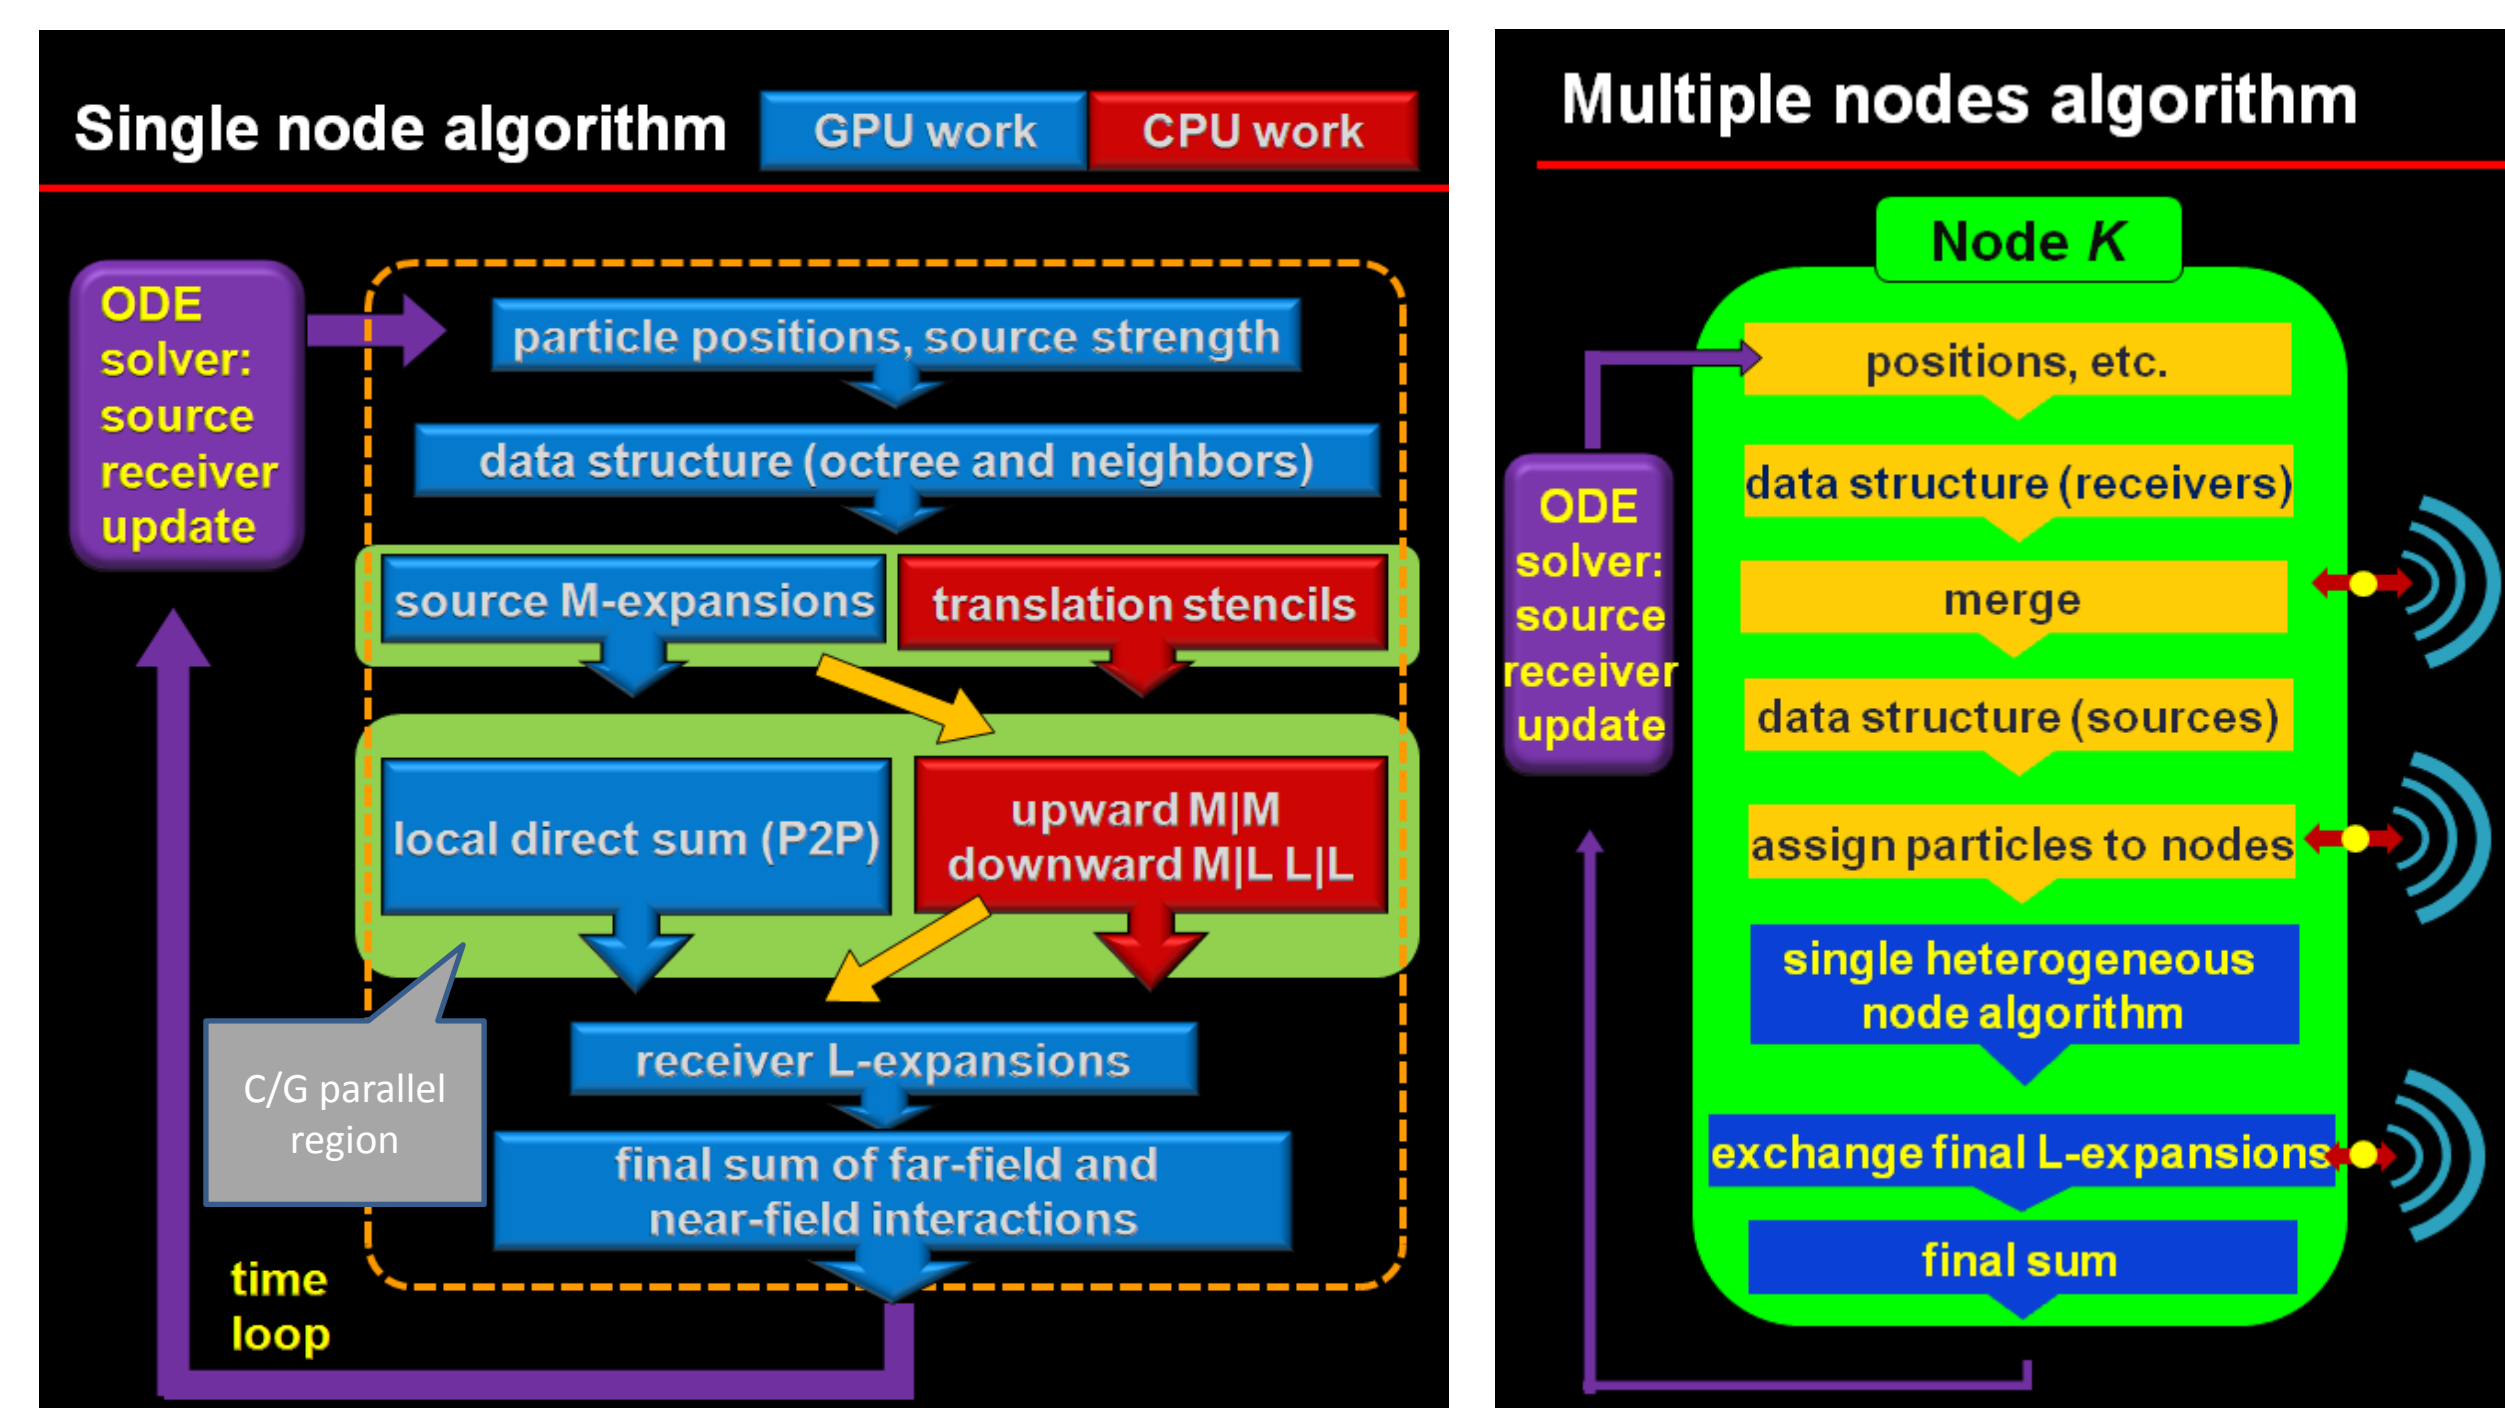 Single node algorithm
GPU work
CPU work
ODE
solver:
source
receiver
update
particle positions, source strength
data structure (octree and neighbors)
source M-expansions
translation stencils
local direct sum (P2P)
upward M|M
downward M|L L|L
C/G parallel
region
receiver L-expansions
final sum of far-field and
near-field interactions
time
loop
Multiple nodes algorithm
Node K
ODE
solver:
source
receiver
update
positions, etc.
data structure (receivers)
merge
data structure (sources)
assign particles to nodes
single heterogeneous
node algorithm
exchange final L-expansions
final sum